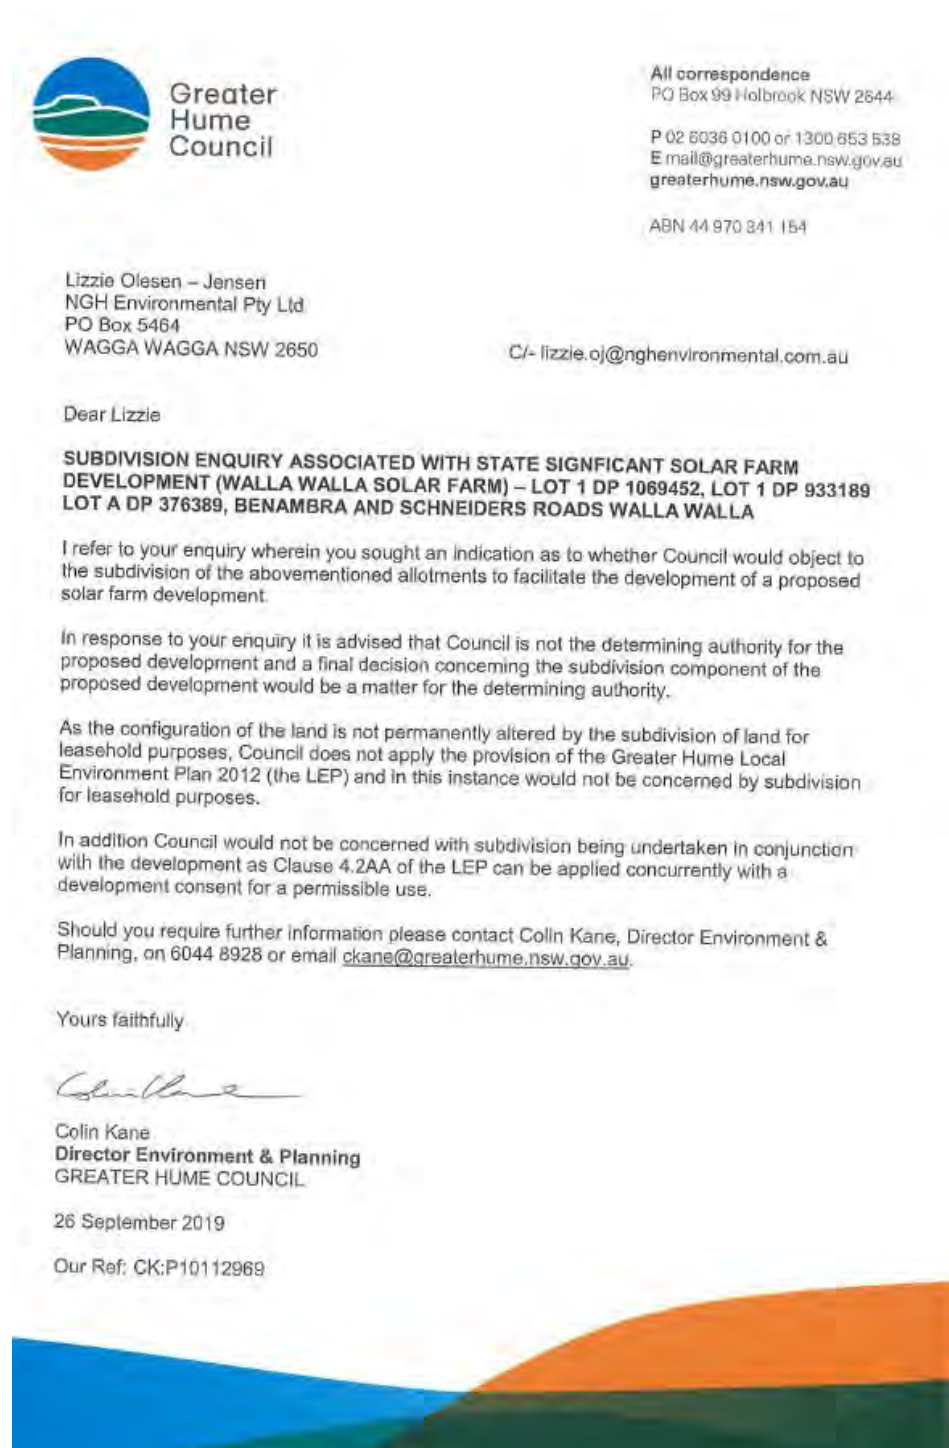 Greater
Hume
Council
All correspondence
PO Box 99 Holbrook NSW 2644
P 02 6036 0100 or 1300 653 538
E mail@greaterhume.nsw.gov.au
greaterhume.nsw.gov.au
ABN 44 970 341 154
Lizzie Olesen – Jensen
NGH Environmental Pty Ltd
PO Box 5464
WAGGA WAGGA NSW 2650
C/- lizzie.oj@nghenvironmental.com.au
Dear Lizzie
SUBDIVISION ENQUIRY ASSOCIATED WITH STATE SIGNFICANT SOLAR FARM
DEVELOPMENT (WALLA WALLA SOLAR FARM) – LOT 1 DP 1069452, LOT 1 DP 933189
LOT A DP 376389, BENAMBRA AND SCHNEIDERS ROADS WALLA WALLA
I refer to your enquiry wherein you sought an indication as to whether Council would object to
the subdivision of the abovementioned allotments to facilitate the development of a proposed
solar farm development.
In response to your enquiry it is advised that Council is not the determining authority for the
proposed development and a final decision concerning the subdivision component of the
proposed development would be a matter for the determining authority.
As the configuration of the land is not permanently altered by the subdivision of land for
leasehold purposes, Council does not apply the provision of the Greater Hume Local
Environment Plan 2012 (the LEP) and in this instance would not be concerned by subdivision
for leasehold purposes.
In addition Council would not be concerned with subdivision being undertaken in conjunction
with the development as Clause 4.2AA of the LEP can be applied concurrently with a
development consent for a permissible use.
Should you require further information please contact Colin Kane, Director Environment &
Planning, on 6044 8928 or email ckane@greaterhume.nsw.gov.au.
Yours faithfully
Colin Kane
Director Environment & Planning
GREATER HUME COUNCIL
26 September 2019
Our Ref: CK:P10112969